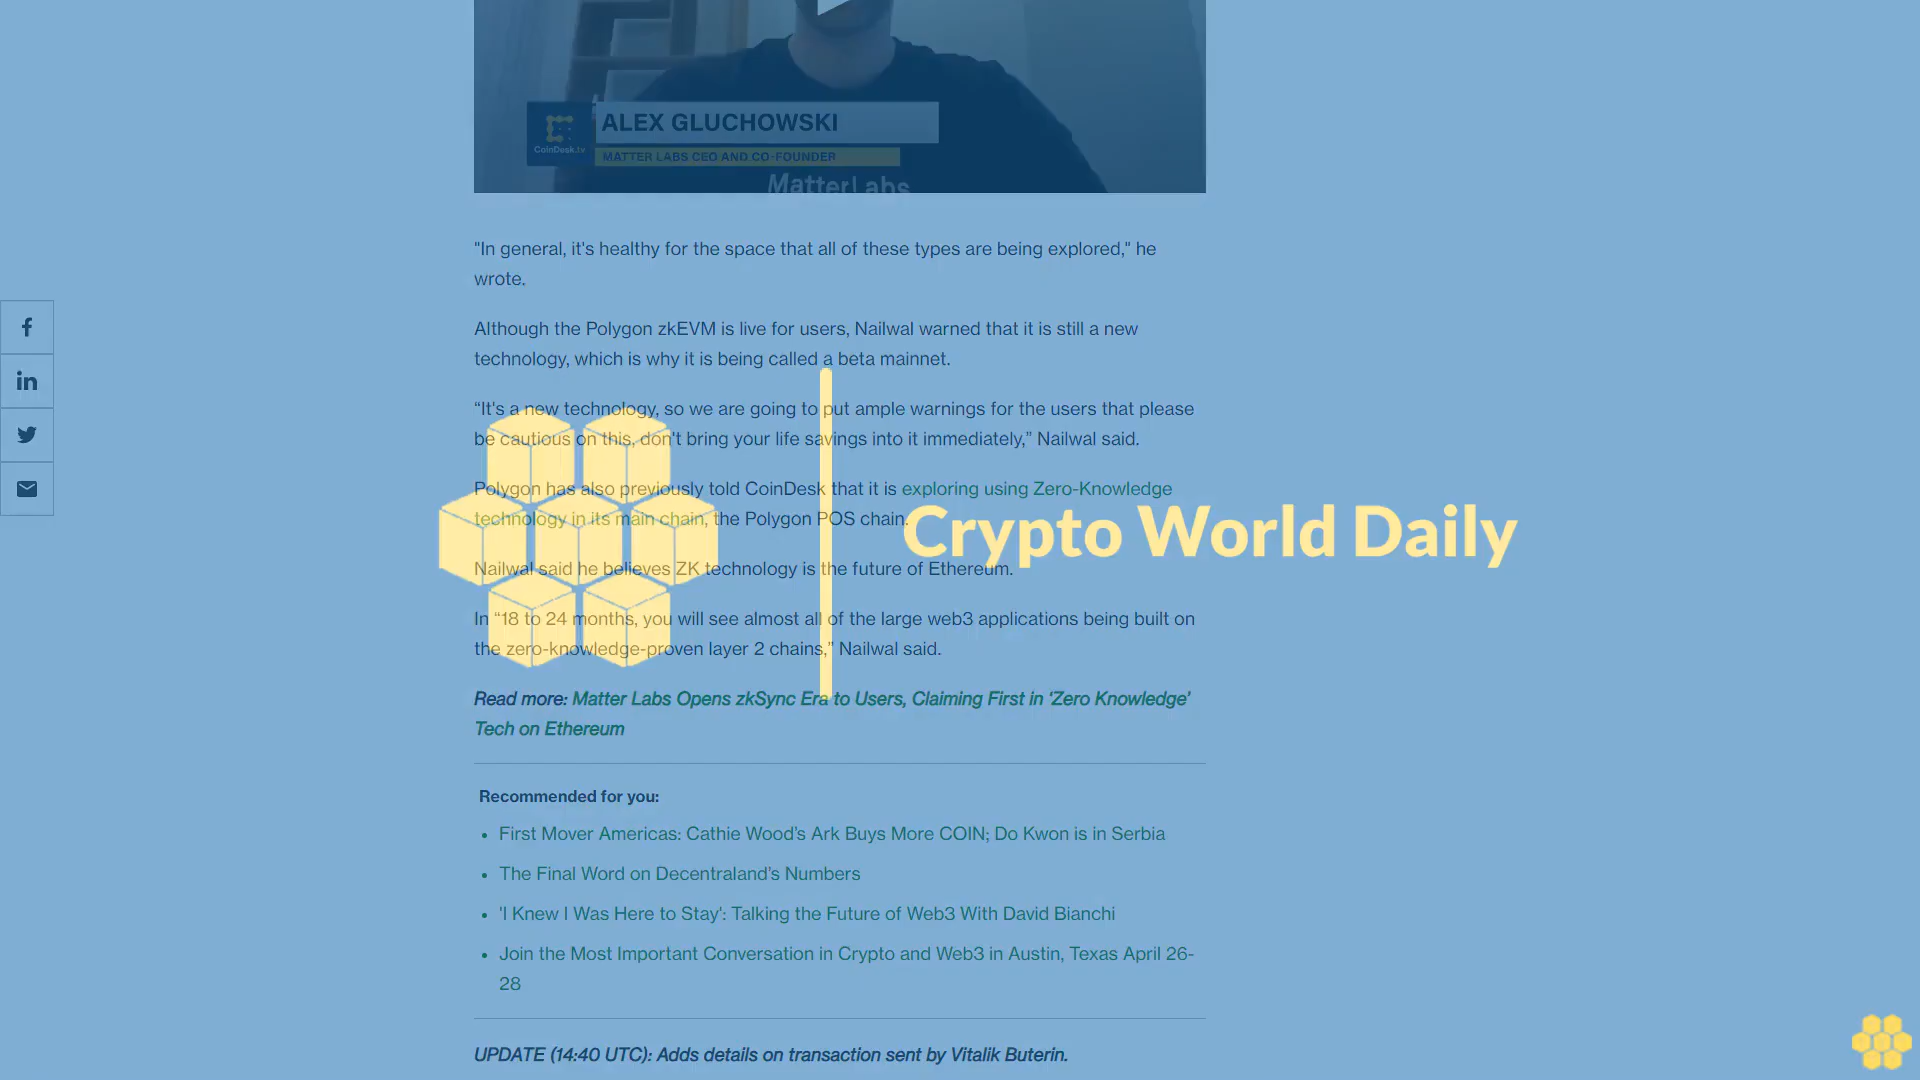 ALEX GLUCHOWSKI
CoinDesk.tv
MATTER LABS CEO AND CO-FOUNDER
MatterLabs
"In general, it's healthy for the space that all of these types are being explored," he
wrote.
Although the Polygon zkEVM is live for users, Nailwal warned that it is still a new
technology, which is why it is being called a beta mainnet.
“It's a new technology, so we are going to put ample warnings for the users that please
be cautious on this, don't bring your life savings into it immediately,” Nailwal said.
Polygon has also previously told CoinDesk that it is exploring using Zero-Knowledge
technology in its main chain, the Polygon POS chain.
Crypto World Daily
Nailwal said he believes ZK technology is the future of Ethereum.
In “18 to 24 months, you will see almost all of the large web3 applications being built on
the zero-knowledge-proven layer 2 chains,” Nailwal said.
Read more: Matter Labs Opens zkSync Era to Users, Claiming First in ‘Zero Knowledge’
Tech on Ethereum
Recommended for you:
• First Mover Americas: Cathie Wood’s Ark Buys More COIN; Do Kwon is in Serbia
• The Final Word on Decentraland’s Numbers
• 'I Knew I Was Here to Stay': Talking the Future of Web3 With David Bianchi
• Join the Most Important Conversation in Crypto and Web3 in Austin, Texas April 26-
28
UPDATE (14:40 UTC): Adds details on transaction sent by Vitalik Buterin.